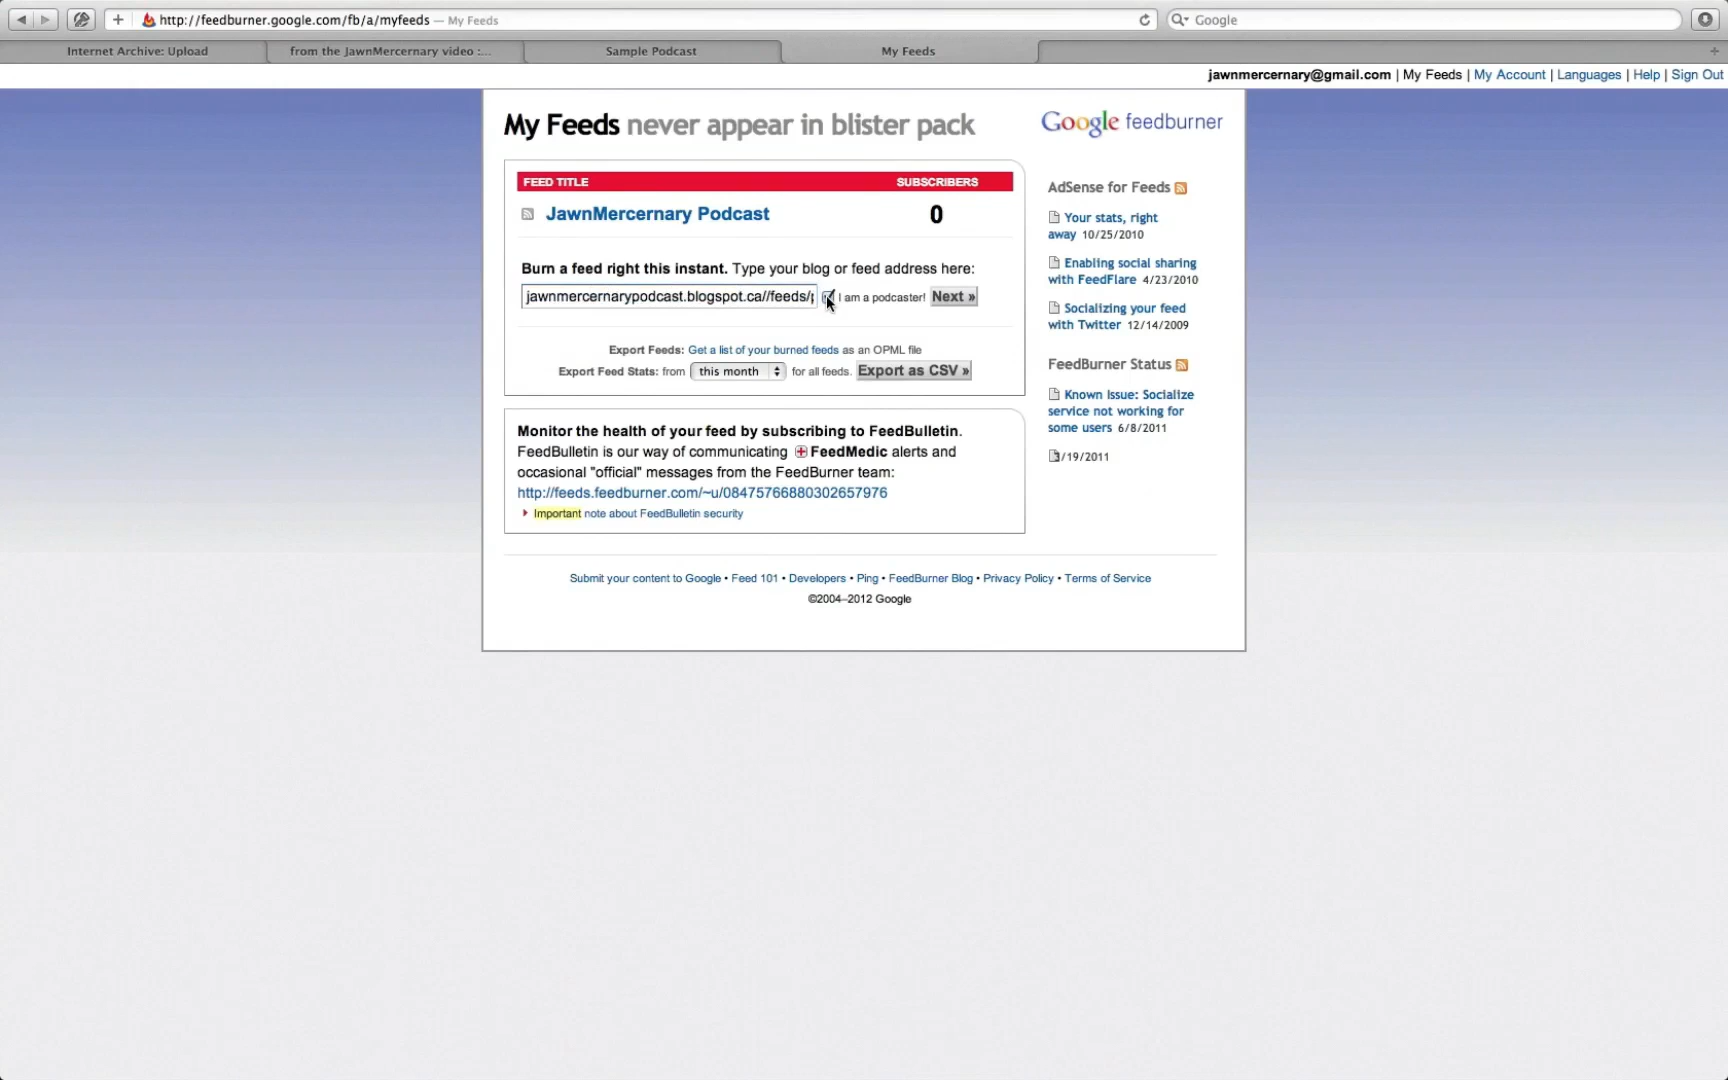 http://feedburner.google.com/fb/a/myfeeds — My Feeds
Google
Internet Archive: Upload
from the JawnMercernary video :...
Sample Podcast
My Feeds
jawnmercernary@gmail.com | My Feeds | My Account | Languages | Help | Sign Out
My Feeds never appear in blister pack
Google feedburner
FEED TITLE SUBSCRIBERS
JawnMercernary Podcast 0
Burn a feed right this instant. Type your blog or feed address here:
jawnmercernarypodcast.blogspot.ca//feeds/ I am a podcaster! Next »
Export Feeds: Get a list of your burned feeds as an OPML file
Export Feed Stats: from this month for all feeds. Export as CSV »
Monitor the health of your feed by subscribing to FeedBulletin.
FeedBulletin is our way of communicating FeedMedic alerts and
occasional "official" messages from the FeedBurner team:
http://feeds.feedburner.com/~u/08475766880302657976
Important note about FeedBulletin security
AdSense for Feeds
Your stats, right
away 10/25/2010
Enabling social sharing
with FeedFlare 4/23/2010
Socializing your feed
with Twitter 12/14/2009
FeedBurner Status
Known Issue: Socialize
service not working for
some users 6/8/2011
/19/2011
Submit your content to Google • Feed 101 • Developers • Ping • FeedBurner Blog • Privacy Policy • Terms of Service
©2004–2012 Google